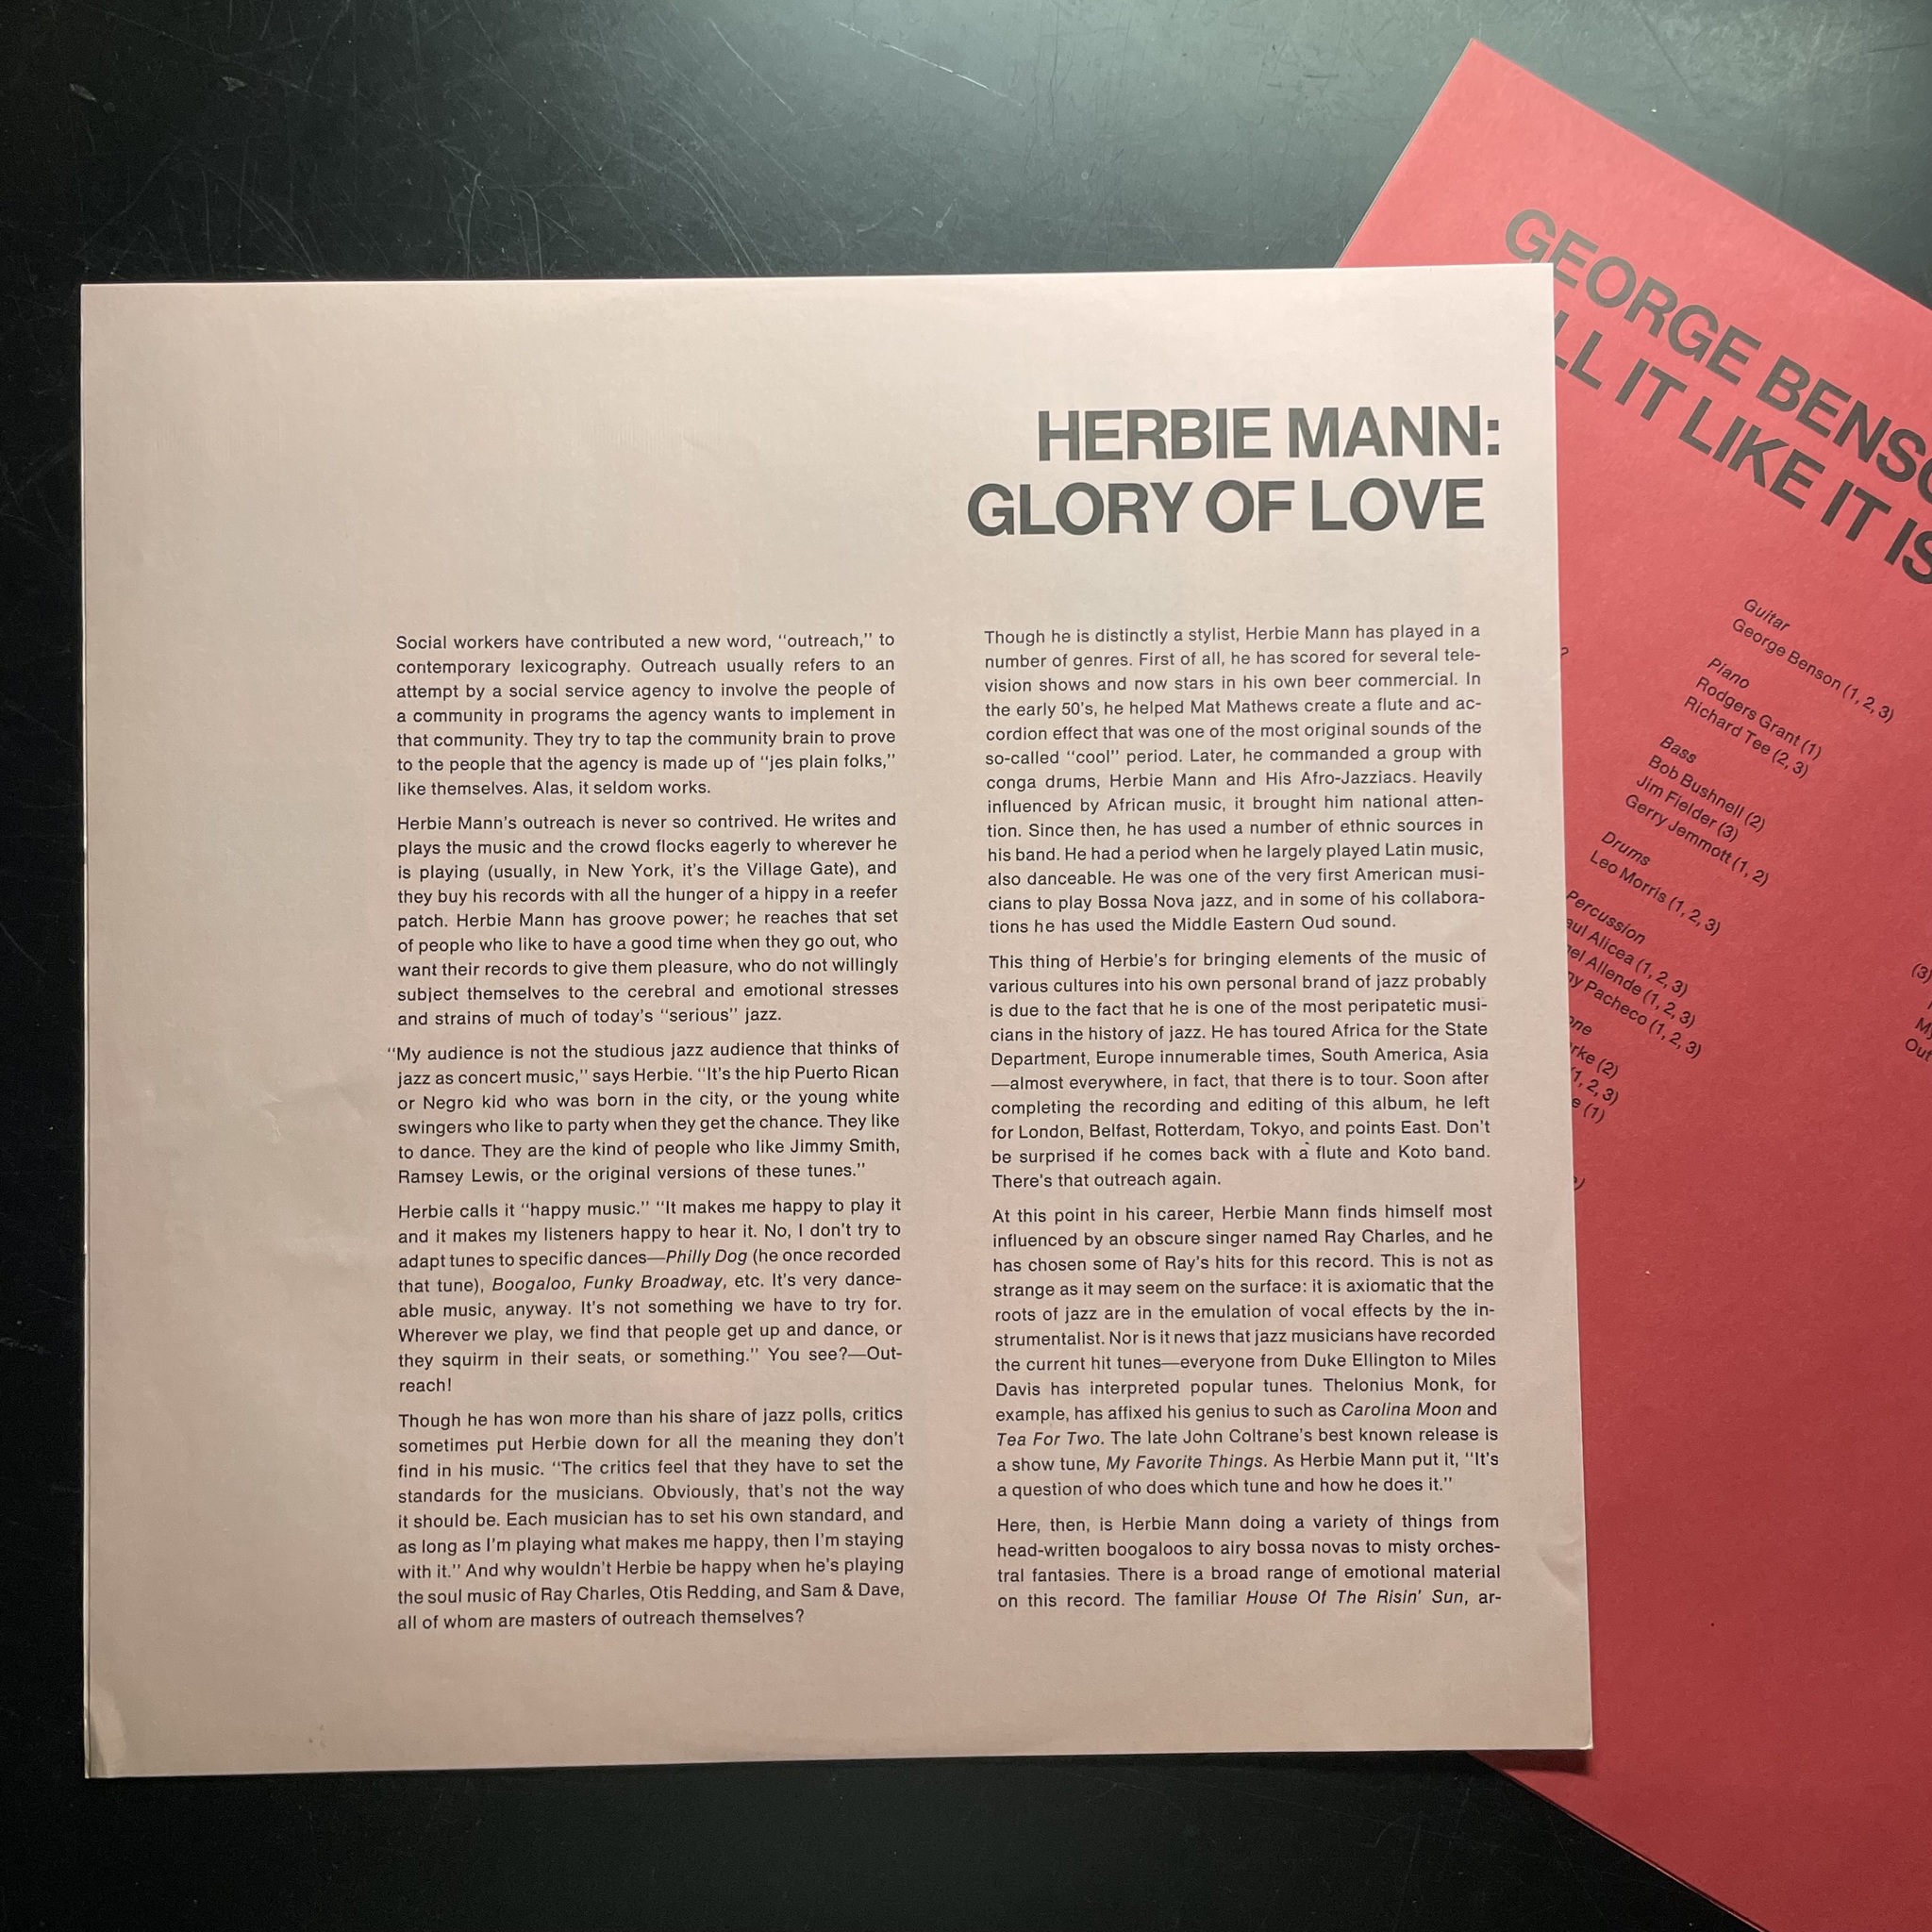 HERBIE MANN:
GLORY OF LOVE
Social workers have contributed a new word, “outreach,” to
contemporary lexicography. Outreach usually refers to an
attempt by a social service agency to involve the people of
a community in programs the agency wants to implement in
that community. They try to tap the community brain to prove
to the people that the agency is made up of “jes plain folks,”
like themselves. Alas, it seldom works.
Herbie Mann’s outreach is never so contrived. He writes and
plays the music and the crowd flocks eagerly to wherever he
is playing (usually, in New York, it’s the Village Gate), and
they buy his records with all the hunger of a hippy in a reefer
patch. Herbie Mann has groove power; he reaches that set
of people who like to have a good time when they go out, who
want their records to give them pleasure, who do not willingly
subject themselves to the cerebral and emotional stresses
and strains of much of today’s “serious” jazz.
“My audience is not the studious jazz audience that thinks of
jazz as concert music,” says Herbie. “It’s the hip Puerto Rican
or Negro kid who was born in the city, or the young white
swingers who like to party when they get the chance. They like
to dance. They are the kind of people who like Jimmy Smith,
Ramsey Lewis, or the original versions of these tunes.”
Herbie calls it “happy music.” “It makes me happy to play it
and it makes my listeners happy to hear it. No, I don’t try to
adapt tunes to specific dances—Philly Dog (he once recorded
that tune), Boogaloo, Funky Broadway, etc. It’s very dance-
able music, anyway. It’s not something we have to try for.
Wherever we play, we find that people get up and dance, or
they squirm in their seats, or something.” You see?—Out-
reach!
Though he has won more than his share of jazz polls, critics
sometimes put Herbie down for all the meaning they don’t
find in his music. “The critics feel that they have to set the
standards for the musicians. Obviously, that’s not the way
it should be. Each musician has to set his own standard, and
as long as I’m playing what makes me happy, then I’m staying
with it.” And why wouldn’t Herbie be happy when he’s playing
the soul music of Ray Charles, Otis Redding, and Sam & Dave,
all of whom are masters of outreach themselves?
Though he is distinctly a stylist, Herbie Mann has played in a
number of genres. First of all, he has scored for several tele-
vision shows and now stars in his own beer commercial. In
the early 50’s, he helped Mat Mathews create a flute and ac-
cordion effect that was one of the most original sounds of the
so-called “cool” period. Later, he commanded a group with
conga drums, Herbie Mann and His Afro-Jazziacs. Heavily
influenced by African music, it brought him national atten-
tion. Since then, he has used a number of ethnic sources in
his band. He had a period when he largely played Latin music,
also danceable. He was one of the very first American musi-
cians to play Bossa Nova jazz, and in some of his collabora-
tions he has used the Middle Eastern Oud sound.
This thing of Herbie’s for bringing elements of the music of
various cultures into his own personal brand of jazz probably
is due to the fact that he is one of the most peripatetic musi-
cians in the history of jazz. He has toured Africa for the State
Department, Europe innumerable times, South America, Asia
—almost everywhere, in fact, that there is to tour. Soon after
completing the recording and editing of this album, he left
for London, Belfast, Rotterdam, Tokyo, and points East. Don’t
be surprised if he comes back with a flute and Koto band.
There’s that outreach again.
At this point in his career, Herbie Mann finds himself most
influenced by an obscure singer named Ray Charles, and he
has chosen some of Ray’s hits for this record. This is not as
strange as it may seem on the surface: it is axiomatic that the
roots of jazz are in the emulation of vocal effects by the in-
strumentalist. Nor is it news that jazz musicians have recorded
the current hit tunes—everyone from Duke Ellington to Miles
Davis has interpreted popular tunes. Thelonius Monk, for
example, has affixed his genius to such as Carolina Moon and
Tea For Two. The late John Coltrane’s best known release is
a show tune, My Favorite Things. As Herbie Mann put it, “It’s
a question of who does which tune and how he does it.”
Here, then, is Herbie Mann doing a variety of things from
head-written boogaloos to airy bossa novas to misty orches-
tral fantasies. There is a broad range of emotional material
on this record. The familiar House Of The Risin’ Sun, ar-
GEORGE BENSO
LL IT LIKE IT IS
Guitar
George Benson (1, 2, 3)
Piano
Rodgers Grant (1)
Richard Tee (2, 3)
Bass
Bob Bushnell (2)
Jim Fielder (3)
Gerry Jemmott (1, 2)
Drums
Leo Morris (1, 2, 3)
Percussion
aul Alicea (1, 2, 3)
el Allende (1, 2, 3)
y Pacheco (1, 2, 3)
one
rke (2)
(1, 2, 3)
e (1)
(3)
My
Out